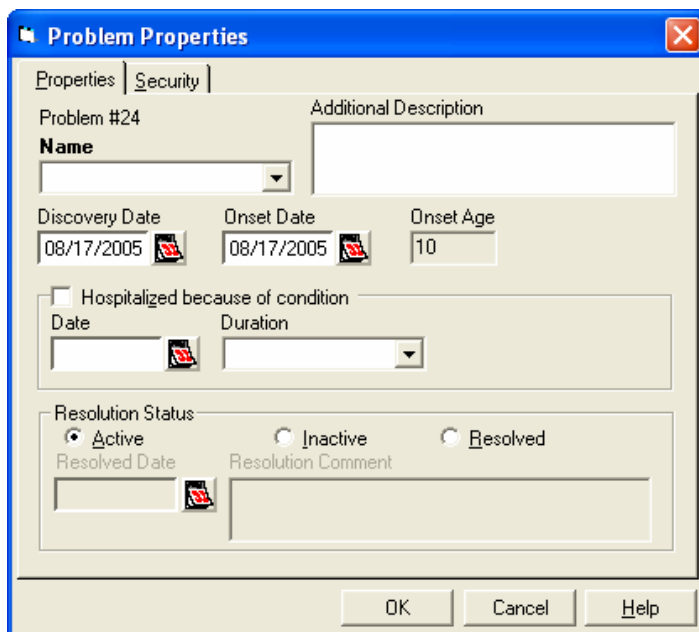 Problem Properties
Properties Security
Problem #24
Additional Description
Name
Discovery Date Onset Date Onset Age
08/17/2005 08/17/2005 10
Hospitalized because of condition
Date Duration
Resolution Status
Active Inactive Resolved
Resolved Date Resolution Comment
OK Cancel Help